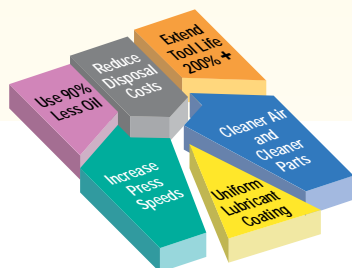 Extend
Tool Life
200% +
Reduce
Disposal
Costs
Use 90%
Less Oil
Cleaner Air
and
Cleaner
Parts
Increase
Press
Speeds
Uniform
Lubricant
Coating